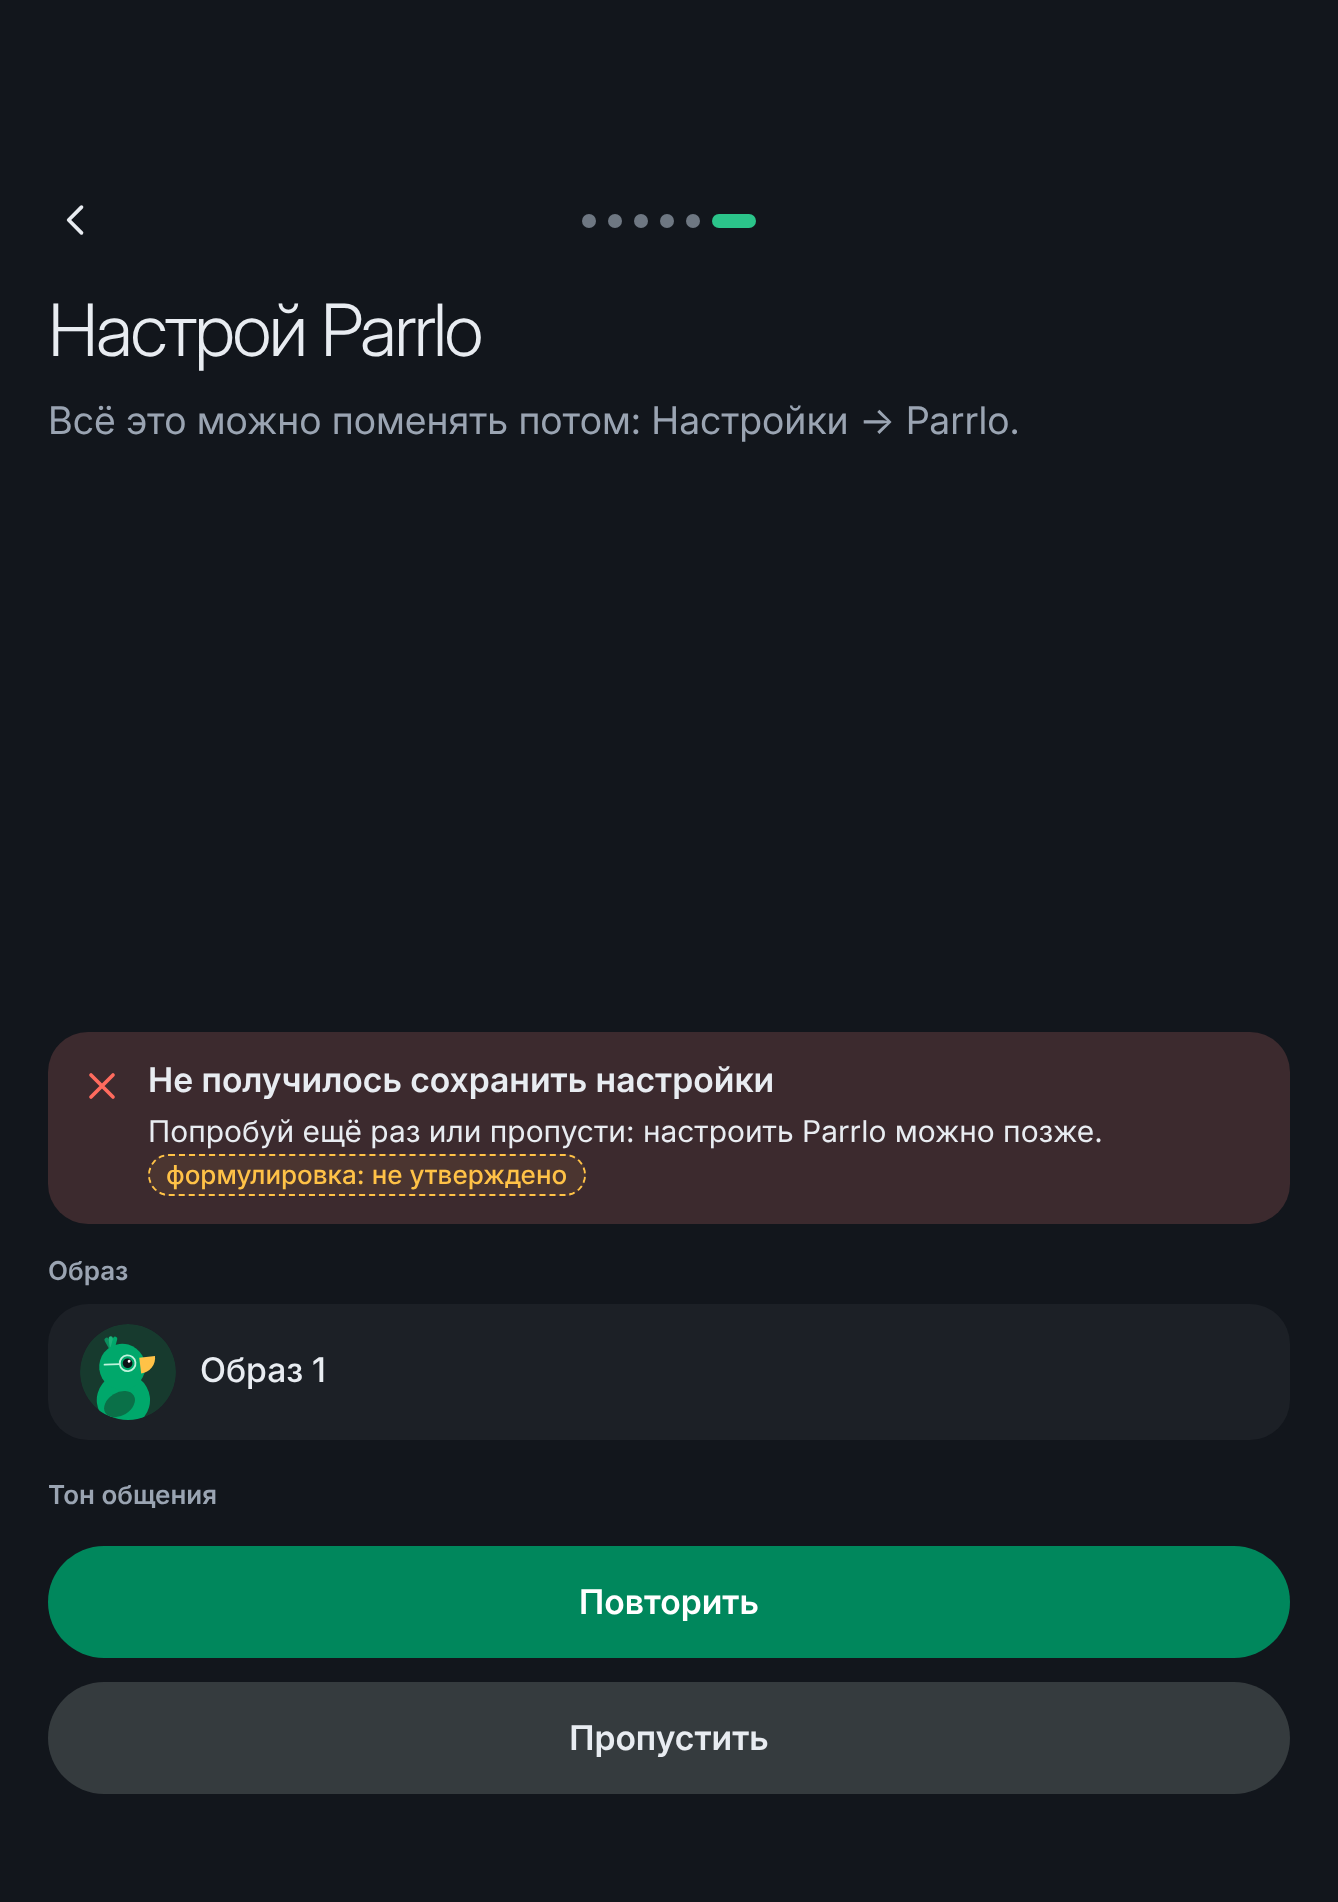 Настрой Parrlo
Всё это можно поменять потом: Настройки → Parrlo.
Не получилось сохранить настройки
Попробуй ещё раз или пропусти: настроить Parrlo можно позже.
формулировка: не утверждено
Образ
Образ 1
Тон общения
Повторить
Пропустить